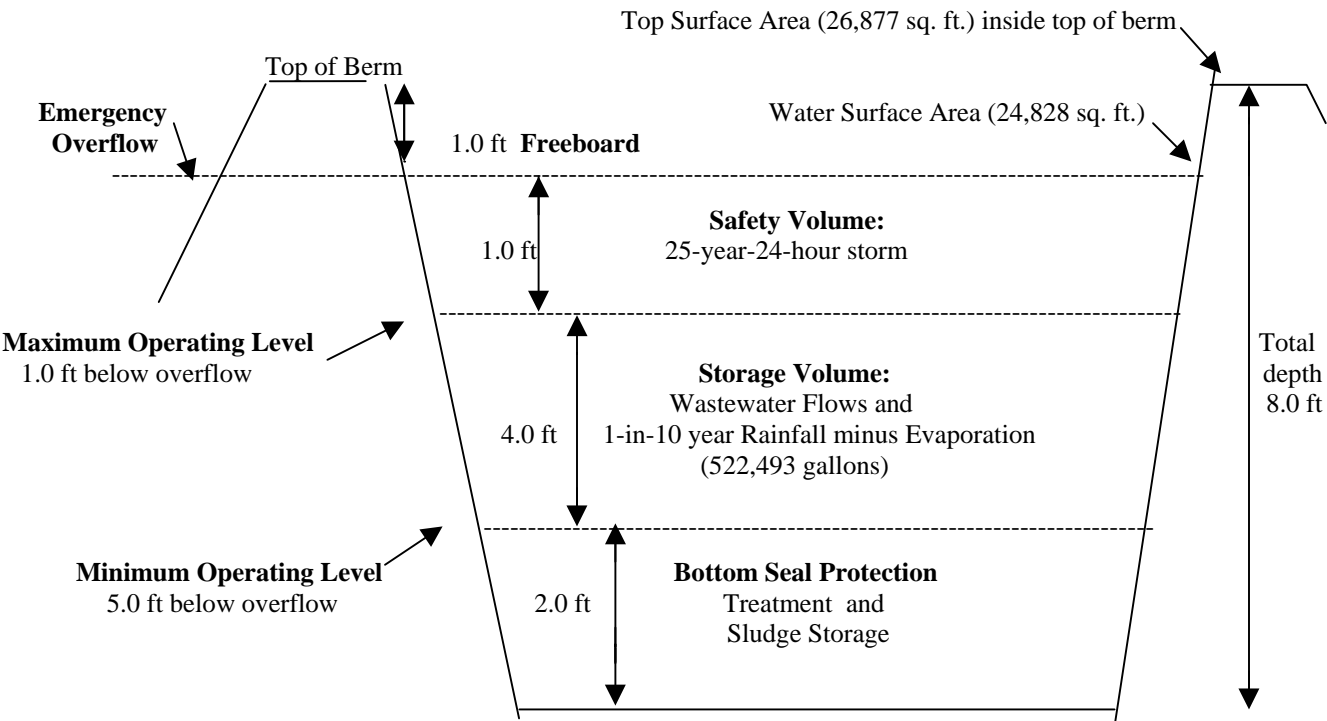 Top Surface Area (26,877 sq. ft.) inside top of berm
Top of Berm
Emergency
Overflow
Water Surface Area (24,828 sq. ft.)
1.0 ft Freeboard
Safety Volume:
25-year-24-hour storm
1.0 ft
Maximum Operating Level
1.0 ft below overflow
Total
depth
8.0 ft
Storage Volume:
Wastewater Flows and
1-in-10 year Rainfall minus Evaporation
(522,493 gallons)
4.0 ft
Minimum Operating Level
5.0 ft below overflow
Bottom Seal Protection
Treatment and
Sludge Storage
2.0 ft